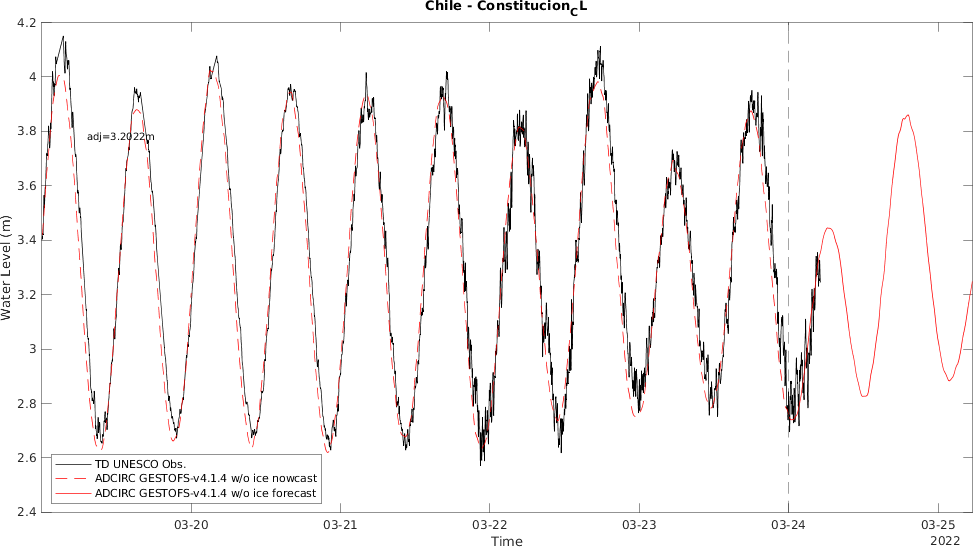 Chile - Constitucion_CL
4.2
4
3.8
3.6
3.4
3.2
3
2.8
2.6
2.4
Water Level (m)
adj=3.2022m
TD UNESCO Obs.
ADCIRC GESTOFS-v4.1.4 w/o ice nowcast
ADCIRC GESTOFS-v4.1.4 w/o ice forecast
03-20 03-21 03-22 03-23 03-24 03-25
Time 2022